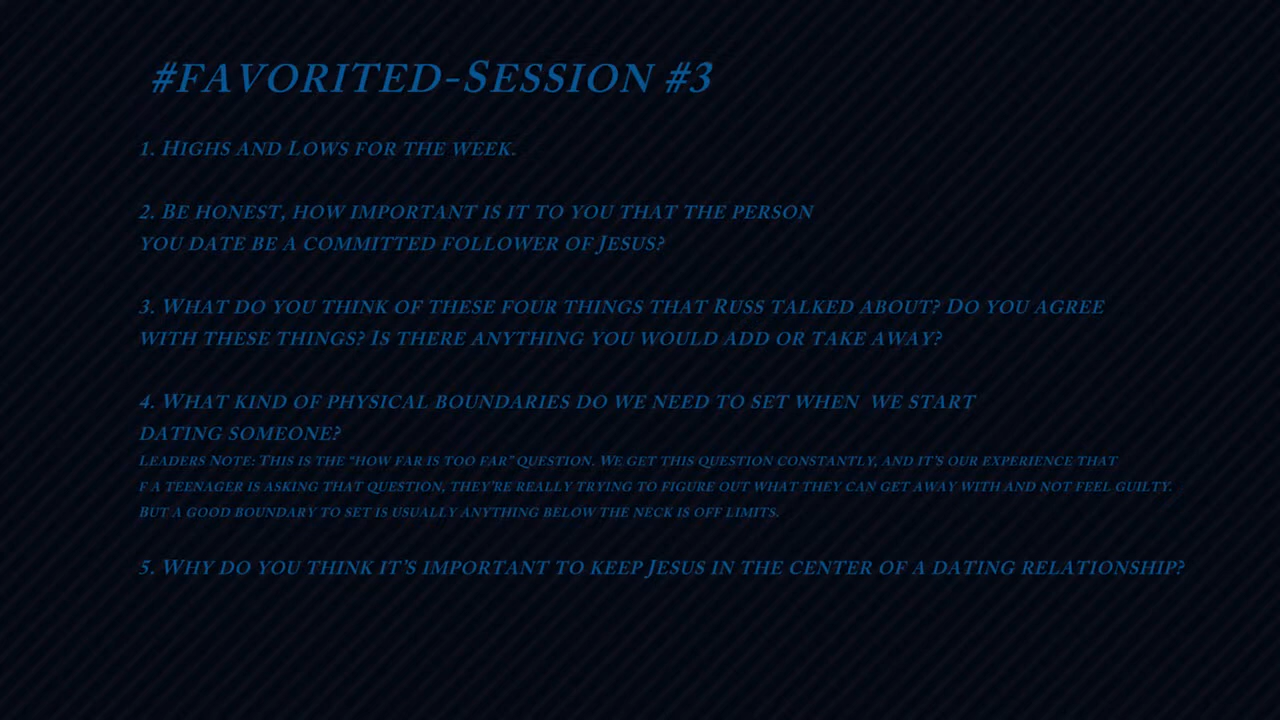 #favorited-Session #3
1. Highs and Lows for the week.
2. Be honest, how important is it to you that the person
you date be a committed follower of Jesus?
3. What do you think of these four things that Russ talked about? Do you agree
with these things? Is there anything you would add or take away?
4. What kind of physical boundaries do we need to set when we start
dating someone?
Leaders Note: This is the “how far is too far” question. We get this question constantly, and it’s our experience that
f a teenager is asking that question, they’re really trying to figure out what they can get away with and not feel guilty.
But a good boundary to set is usually anything below the neck is off limits.
5. Why do you think it’s important to keep Jesus in the center of a dating relationship?